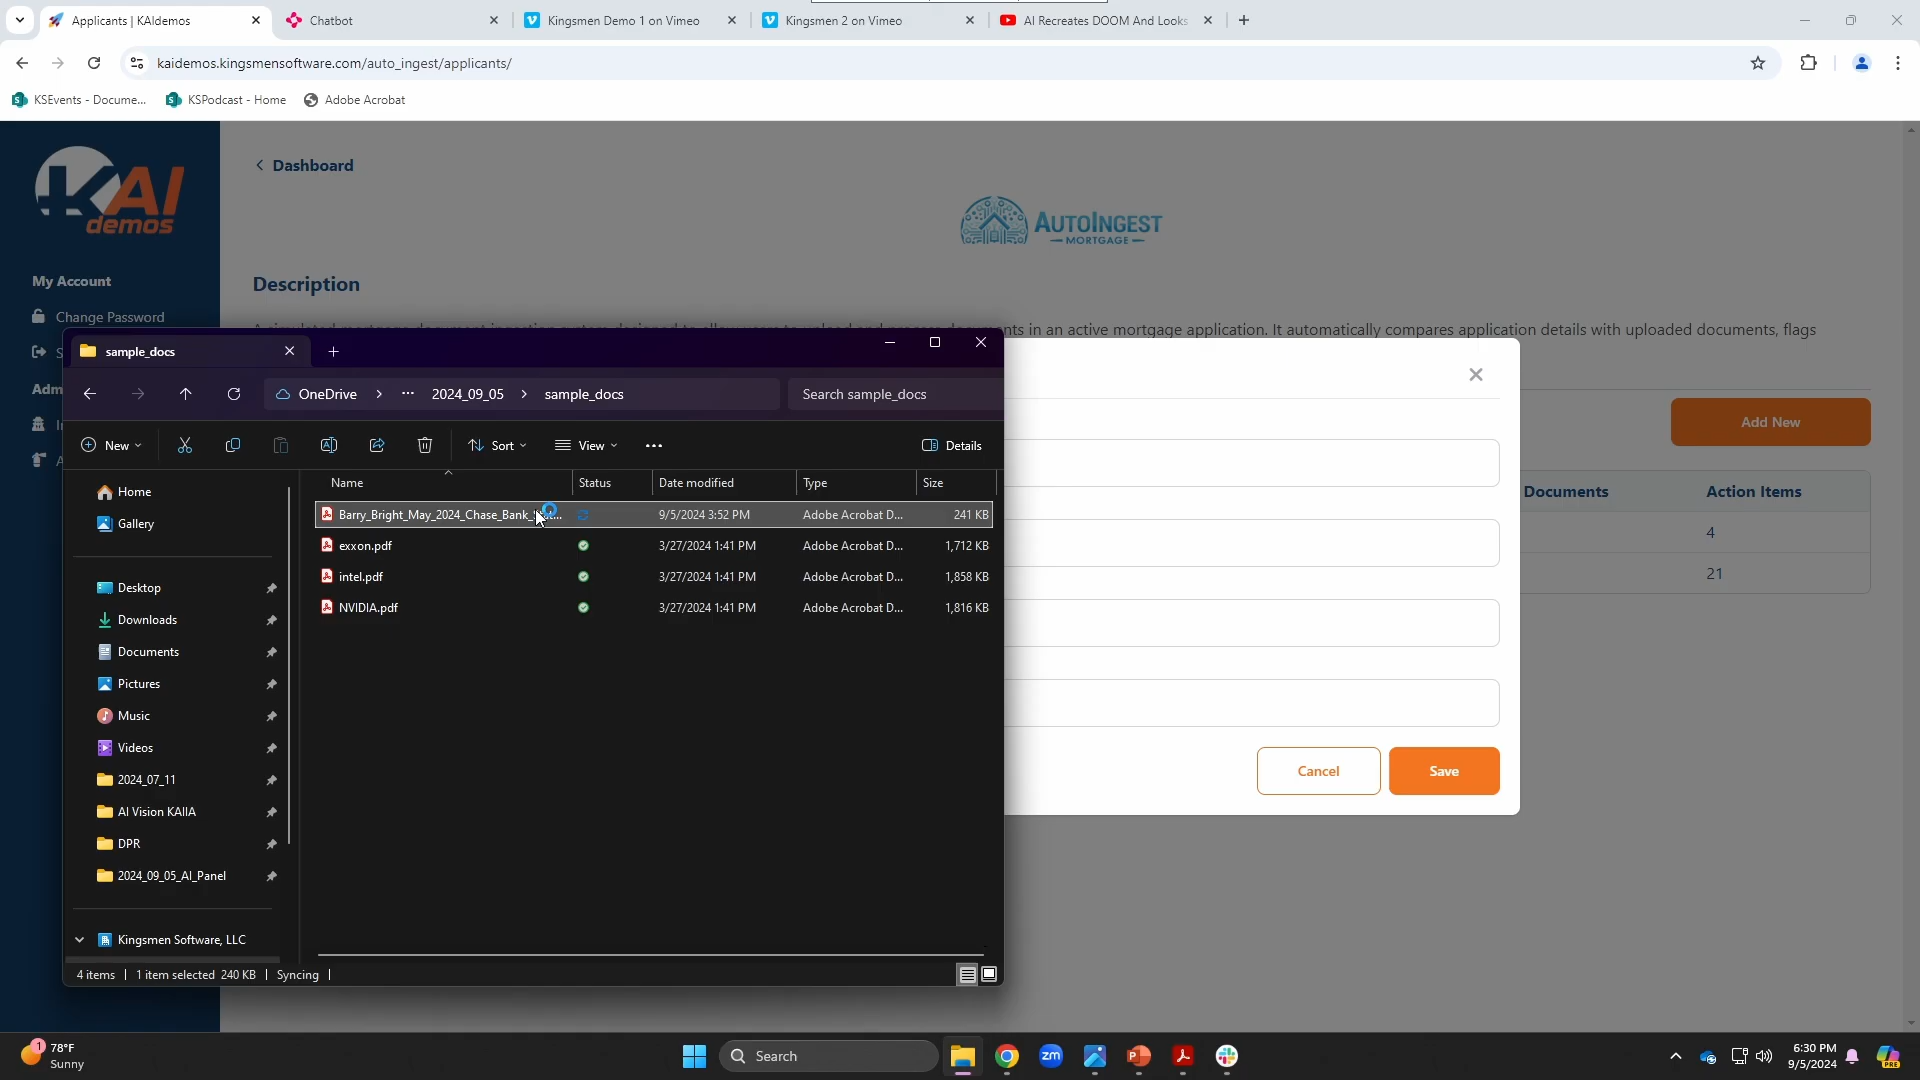 Applicants | KAIdemos
Chatbot
Kingsmen Demo 1 on Vimeo
Kingsmen 2 on Vimeo
AI Recreates DOOM And Looks
kaidemos.kingsmensoftware.com/auto_ingest/applicants/
KSEvents - Docume...
KSPodcast - Home
Adobe Acrobat
KAI
demos
Dashboard
AUTOINGEST
MORTGAGE
Description
nts in an active mortgage application. It automatically compares application details with uploaded documents, flags
My Account
Change Password
Adm
Add New
Documents
Action Items
4
21
Cancel
Save
sample_docs
OneDrive
2024_09_05
sample_docs
Search sample_docs
New
Sort
View
Details
Name
Status
Date modified
Type
Size
Barry_Bright_May_2024_Chase_Bank_
9/5/2024 3:52 PM
Adobe Acrobat D...
241 KB
exxon.pdf
3/27/2024 1:41 PM
Adobe Acrobat D...
1,712 KB
intel.pdf
3/27/2024 1:41 PM
Adobe Acrobat D...
1,858 KB
NVIDIA.pdf
3/27/2024 1:41 PM
Adobe Acrobat D...
1,816 KB
Home
Gallery
Desktop
Downloads
Documents
Pictures
Music
Videos
2024_07_11
AI Vision KAIIA
DPR
2024_09_05_AI_Panel
Kingsmen Software, LLC
4 items
1 item selected 240 KB
Syncing
1
78°F
Sunny
Search
zm
6:30 PM
9/5/2024
PRE